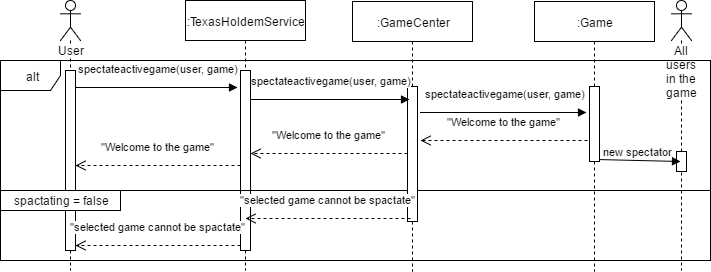 :TexasHoldemService
:GameCenter
:Game
User
All
users
in the
game
alt
spectateactivegame(user, game)
spectateactivegame(user, game)
spectateactivegame(user, game)
"Welcome to the game"
"Welcome to the game"
"Welcome to the game"
new spectator
spactating = false
"selected game cannot be spactate"
"selected game cannot be spactate"